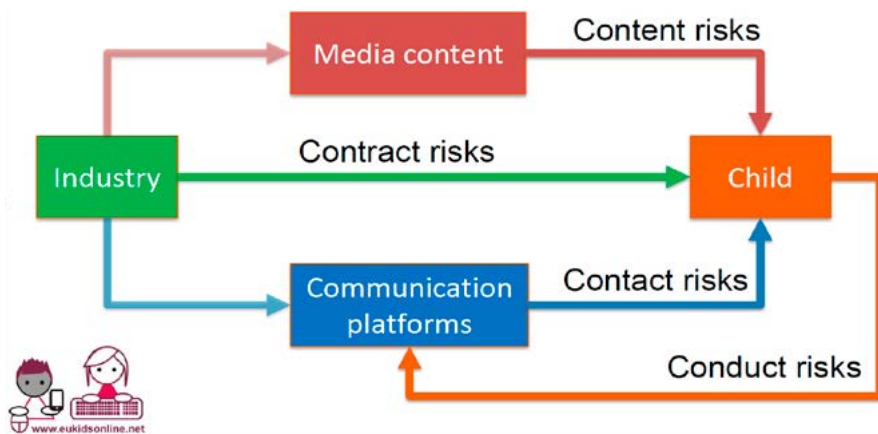 Media content
Content risks
Industry
Contract risks
Child
Communication
platforms
Contact risks
Conduct risks
www.eukidsonline.net